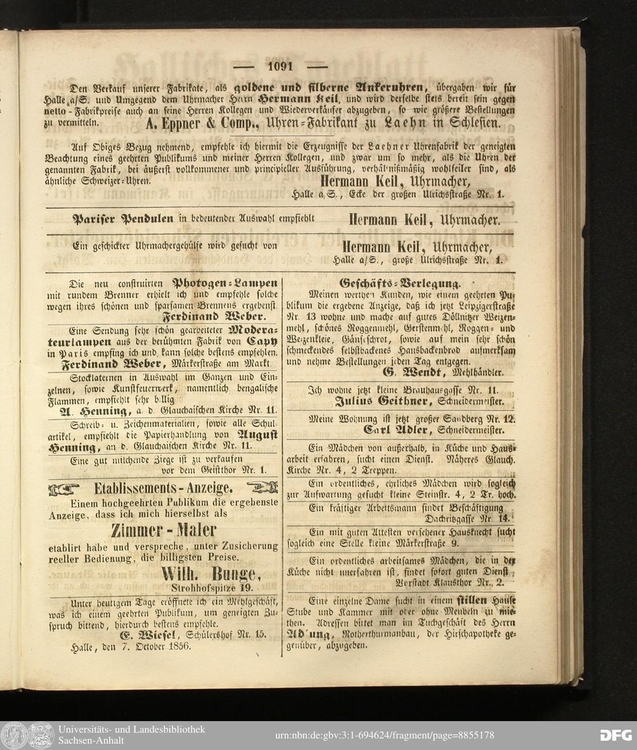 — 1091 —
Den Verkauf unserer Fabrikate, als goldene und silberne Ankeruhren, übergaben wir für
Halle a/S. und Umgegend dem Uhrmacher Herrn Hermann Keil, und wird derselbe stets bereit sein gegen
netto-Fabrikpreise auch an seine Herren Kollegen und Wiederverkäufer abzugeben, so wie größere Bestellungen
zu vermitteln. A. Eppner & Comp., Uhren-Fabrikant zu Laehn in Schlesien.
Auf Obiges Bezug nehmend, empfehle ich hiermit die Erzeugnisse der Laehner Uhrenfabrik der geneigten
Beachtung eines geehrten Publikums und meiner Herren Kollegen, und zwar um so mehr, als die Uhren der
genannten Fabrik, bei äußerst vollkommener und principieller Ausführung, verhältnißmäßig wohlfeiler sind, als
ähnliche Schweizer-Uhren. Hermann Keil, Uhrmacher,
Halle a/S., Ecke der großen Ulrichsstraße Nr. 1.
Pariser Pendulen in bedeutender Auswahl empfiehlt Hermann Keil, Uhrmacher.
Ein geschickter Uhrmachergehülfe wird gesucht von Hermann Keil, Uhrmacher,
Halle a/S., große Ulrichsstraße Nr. 1.
Die neu construirten Photogen-Lampen
mit rundem Brenner erhielt ich und empfehle solche
wegen ihres schönen und sparsamen Brennens ergebenst.
Ferdinand Weber.
Eine Sendung sehr schön gearbeiteter Modera-
teurlampen aus der berühmten Fabrik von Capy
in Paris empfing ich und kann solche bestens empfehlen.
Ferdinand Weber, Märkerstraße am Markt
Stocklaternen in Auswahl im Ganzen und Ein-
zelnen, sowie Kunstfeuerwerk, namentlich bengalische
Flammen, empfiehlt sehr billig
A. Henning, a. d. Glauchaischen Kirche Nr. 11.
Schreib- u. Zeichenmaterialien, sowie alle Schul-
artikel, empfiehlt die Papierhandlung von August
Henning, an d. Glauchaischen Kirche Nr. 11.
Eine gut milchende Ziege ist zu verkaufen
vor dem Geistthor Nr. 1.
Etablissements-Anzeige.
Einem hochgeehrten Publikum die ergebenste
Anzeige, dass ich mich hierselbst als
Zimmer-Maler
etablirt habe und verspreche, unter Zusicherung
reeller Bedienung, die billigsten Preise.
Wilh. Bunge,
Strohhofspitze 19.
Unter heutigem Tage eröffnete ich ein Mehlgeschäft,
was ich einem geehrten Publikum, um geneigten Zu-
spruch bittend, hierdurch bestens empfehle.
E. Wiesel, Schülershof Nr. 15.
Halle, den 7. October 1856.
Geschäfts-Verlegung.
Meinen werthen Kunden, wie einem geehrten Pu-
blikum die ergebene Anzeige, daß ich jetzt Leipzigerstraße
Nr. 13 wohne und mache auf gutes Döllnitzer Weizen-
mehl, schönes Roggenmehl, Gerstenmehl, Roggen- und
Weizenkleie, Gänseschrot, sowie auf mein sehr schön
schmeckendes selbstbackenes Hausbackenbrod aufmerksam
und nehme Bestellungen jeden Tag entgegen.
G. Wendt, Mehlhändler.
Ich wohne jetzt kleine Brauhausgasse Nr. 11.
Julius Geithner, Schneidermeister.
Meine Wohnung ist jetzt großer Sandberg Nr. 12.
Carl Adler, Schneidermeister.
Ein Mädchen von außerhalb, in Küche und Haus-
arbeit erfahren, sucht einen Dienst. Näheres Glauch.
Kirche Nr. 4, 2 Treppen.
Ein ordentliches, ehrliches Mädchen wird sogleich
zur Aufwartung gesucht kleine Steinstr. 4, 2 Tr. hoch.
Ein kräftiger Arbeitsmann findet Beschäftigung
Dachritzgasse Nr. 14.
Ein mit guten Attesten versehener Hausknecht sucht
sogleich eine Stelle kleine Märkerstraße 9.
Ein ordentliches arbeitsames Mädchen, die in der
Küche nicht unerfahren ist, findet sofort guten Dienst
Vorstadt Klausthor Nr. 2.
Eine einzelne Dame sucht in einem stillen Hause
Stube und Kammer mit oder ohne Meubeln zu mie-
then. Adressen bittet man im Tuchgeschäft des Herrn
Rotherthurmanbau, der Hirschapotheke ge-
genüber, abzugeben.
Universitäts- und Landesbibliothek
Sachsen-Anhalt
urn:nbn:de:gbv:3:1-694624/fragment/page=8855178
DFG